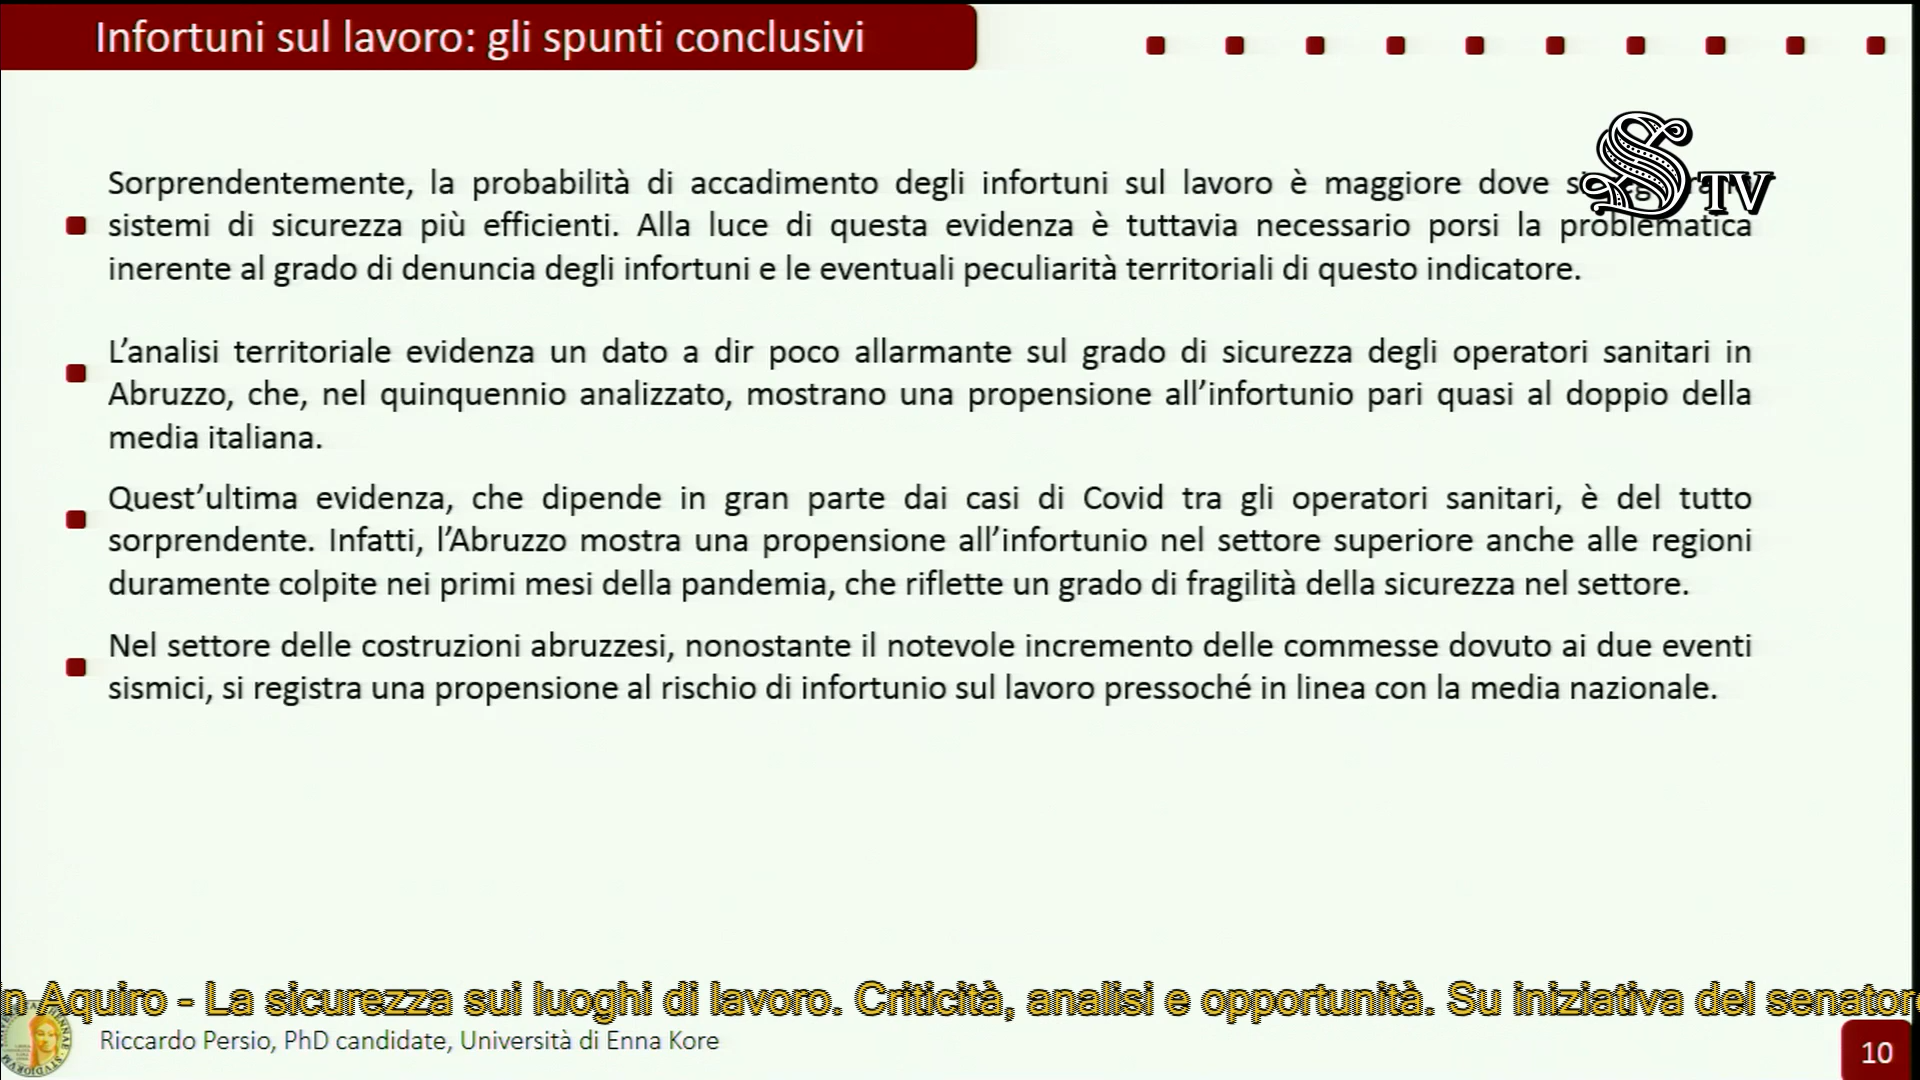 Infortuni sul lavoro: gli spunti conclusivi
S TV
Sorprendentemente, la probabilità di accadimento degli infortuni sul lavoro è maggiore dove
sistemi di sicurezza più efficienti. Alla luce di questa evidenza è tuttavia necessario porsi la problematica
inerente al grado di denuncia degli infortuni e le eventuali peculiarità territoriali di questo indicatore.
L’analisi territoriale evidenza un dato a dir poco allarmante sul grado di sicurezza degli operatori sanitari in
Abruzzo, che, nel quinquennio analizzato, mostrano una propensione all’infortunio pari quasi al doppio della
media italiana.
Quest’ultima evidenza, che dipende in gran parte dai casi di Covid tra gli operatori sanitari, è del tutto
sorprendente. Infatti, l’Abruzzo mostra una propensione all’infortunio nel settore superiore anche alle regioni
duramente colpite nei primi mesi della pandemia, che riflette un grado di fragilità della sicurezza nel settore.
Nel settore delle costruzioni abruzzesi, nonostante il notevole incremento delle commesse dovuto ai due eventi
sismici, si registra una propensione al rischio di infortunio sul lavoro pressoché in linea con la media nazionale.
n Aquiro - La sicurezza sui luoghi di lavoro. Criticità, analisi e opportunità. Su iniziativa del senatore
Riccardo Persio, PhD candidate, Università di Enna Kore
10